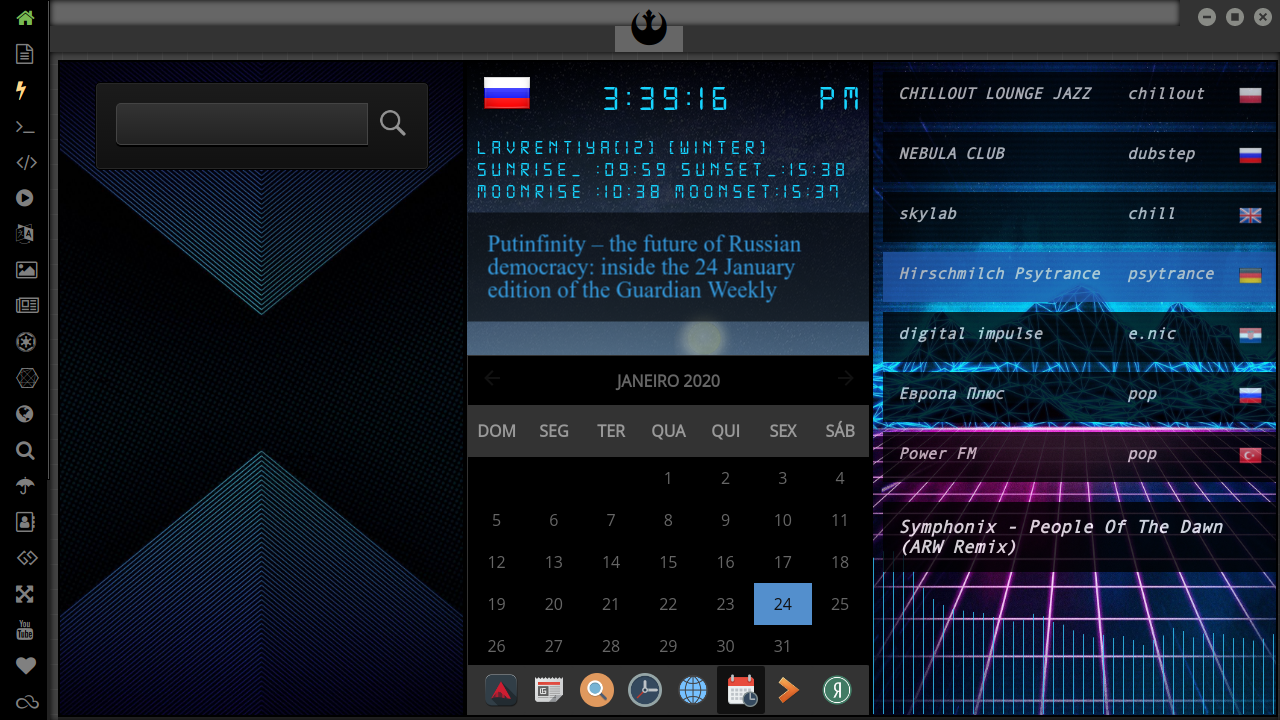 3:39:16 PM
LAVRENTIYA(12) (WINTER)
SUNRISE_ :09:59 SUNSET_:15:38
MOONRISE :10:38 MOONSET:15:37
Putinfinity – the future of Russian
democracy: inside the 24 January
edition of the Guardian Weekly
JANEIRO 2020
DOM SEG TER QUA QUI SEX SÁB
1 2 3 4
5 6 7 8 9 10 11
12 13 14 15 16 17 18
19 20 21 22 23 24 25
26 27 28 29 30 31
CHILLOUT LOUNGE JAZZ chillout
NEBULA CLUB dubstep
skylab chill
Hirschmilch Psytrance psytrance
digital impulse e.nic
Европа Плюс pop
Power FM pop
Symphonix - People Of The Dawn
(ARW Remix)
You
Tube
Я